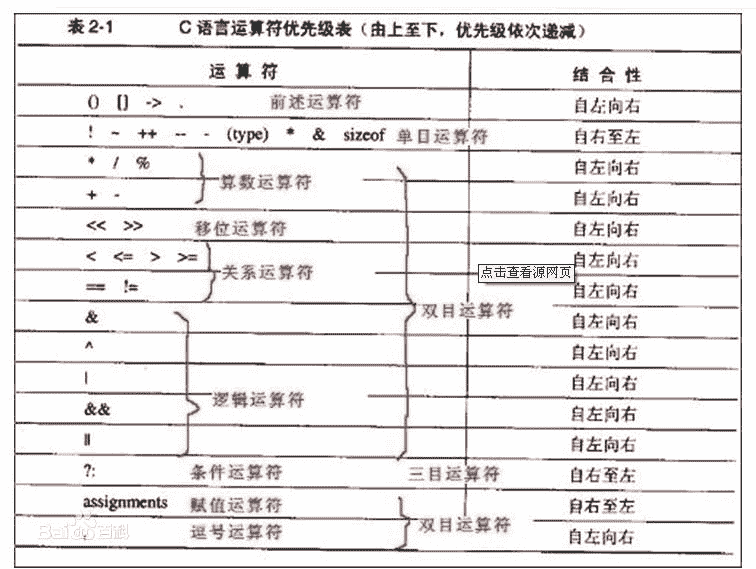 表 2-1 C 语言运算符优先级表（由上至下，优先级依次递减）
运 算 符 结 合 性
() [] -> . 前述运算符 自左向右
! ~ ++ -- - (type) * & sizeof 单目运算符 自右至左
* / % 自左向右
算数运算符
+ - 自左向右
<< >> 移位运算符 自左向右
< <= > >= 自左向右
关系运算符 点击查看源网页
== != 自左向右
双目运算符
& 自左向右
^ 自左向右
| 自左向右
逻辑运算符
&& 自左向右
|| 自左向右
?: 条件运算符 三目运算符 自右至左
assignments 赋值运算符 自右至左
双目运算符
, 逗号运算符 自左向右
Bai百科